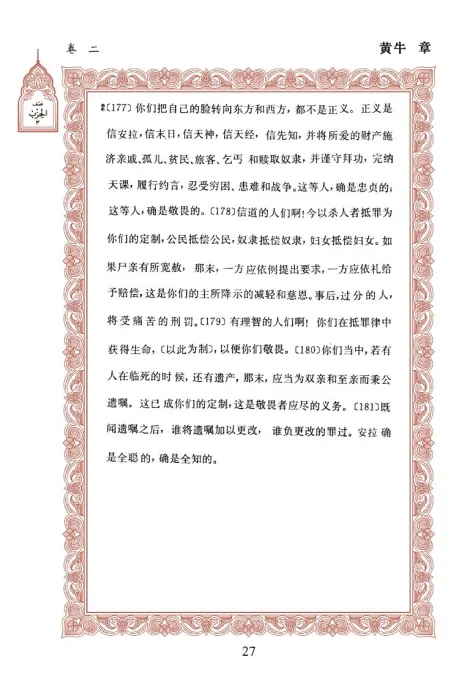 卷 二
黄牛 章
نصف
الحزب
٣
〔177〕你们把自己的脸转向东方和西方，都不是正义。正义是
信安拉，信末日，信天神，信天经，信先知，并将所爱的财产施
济亲戚、孤儿、贫民、旅客、乞丐 和赎取奴隶，并谨守拜功，完纳
天课，履行约言，忍受穷困、患难和战争。这等人，确是忠贞的；
这等人，确是敬畏的。〔178〕信道的人们啊！今以杀人者抵罪为
你们的定制，公民抵偿公民，奴隶抵偿奴隶，妇女抵偿妇女。如
果尸亲有所宽赦， 那末，一方应依例提出要求，一方应依礼给
予赔偿，这是你们的主所降示的减轻和慈恩。事后，过分的人，
将受痛苦的刑罚。〔179〕有理智的人们啊！ 你们在抵罪律中
获得生命，（以此为制），以便你们敬畏。〔180〕你们当中，若有
人在临死的时候，还有遗产，那末，应当为双亲和至亲而秉公
遗嘱。这已成你们的定制，这是敬畏者应尽的义务。〔181〕既
闻遗嘱之后， 谁将遗嘱加以更改， 谁负更改的罪过。安拉 确
是全聪的，确是全知的。
27